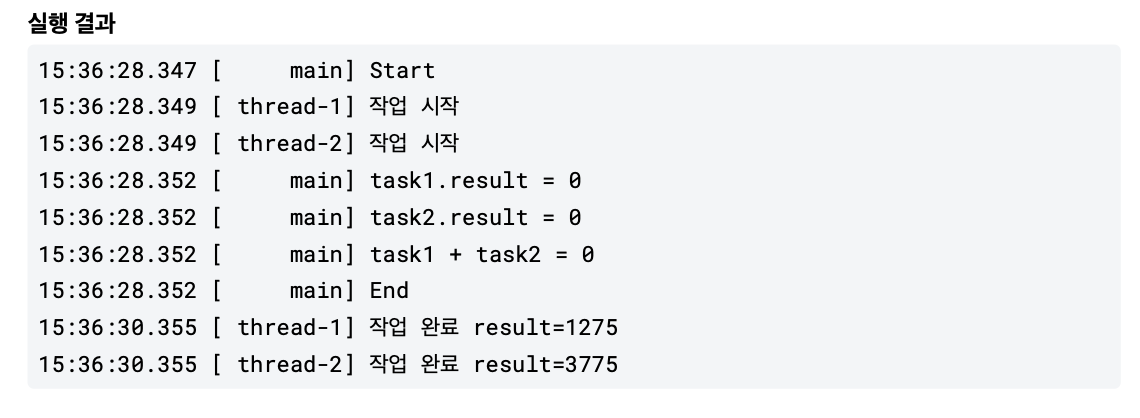 실행 결과
15:36:28.347 [     main] Start
15:36:28.349 [ thread-1] 작업 시작
15:36:28.349 [ thread-2] 작업 시작
15:36:28.352 [     main] task1.result = 0
15:36:28.352 [     main] task2.result = 0
15:36:28.352 [     main] task1 + task2 = 0
15:36:28.352 [     main] End
15:36:30.355 [ thread-1] 작업 완료 result=1275
15:36:30.355 [ thread-2] 작업 완료 result=3775